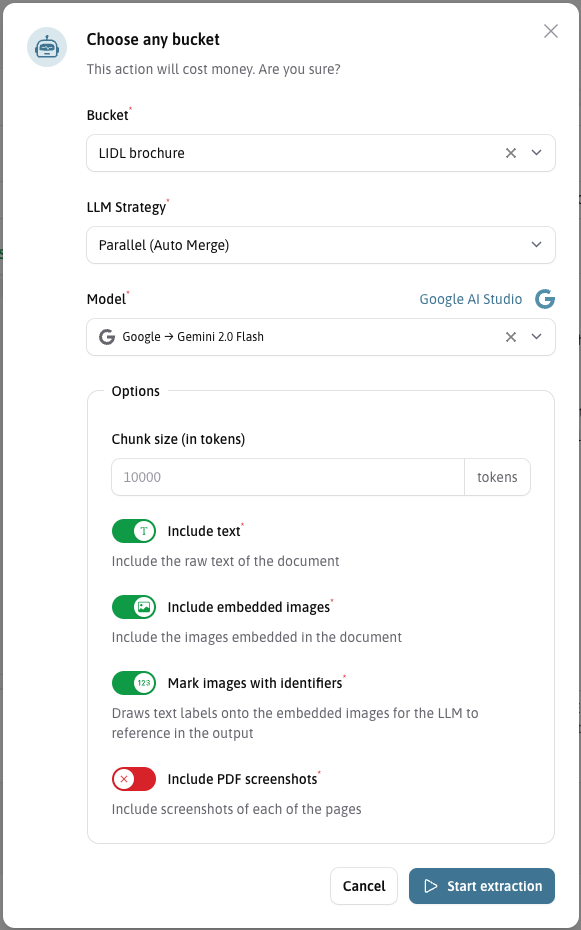 Choose any bucket
This action will cost money. Are you sure?
Bucket*
LIDL brochure
LLM Strategy*
Parallel (Auto Merge)
Model*
Google AI Studio
Google → Gemini 2.0 Flash
Options
Chunk size (in tokens)
10000
tokens
T
Include text*
Include the raw text of the document
Include embedded images*
Include the images embedded in the document
123
Mark images with identifiers*
Draws text labels onto the embedded images for the LLM to
reference in the output
Include PDF screenshots*
Include screenshots of each of the pages
Cancel
Start extraction